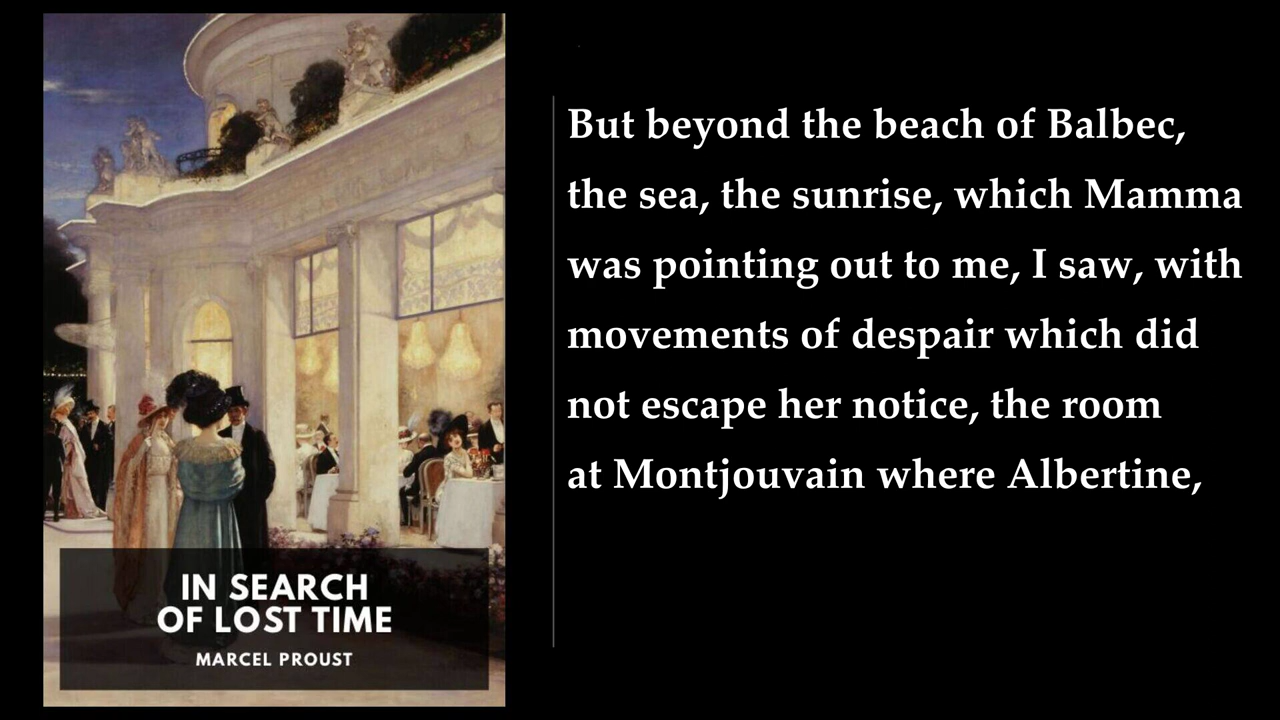 IN SEARCH
OF LOST TIME
MARCEL PROUST
But beyond the beach of Balbec,
the sea, the sunrise, which Mamma
was pointing out to me, I saw, with
movements of despair which did
not escape her notice, the room
at Montjouvain where Albertine,